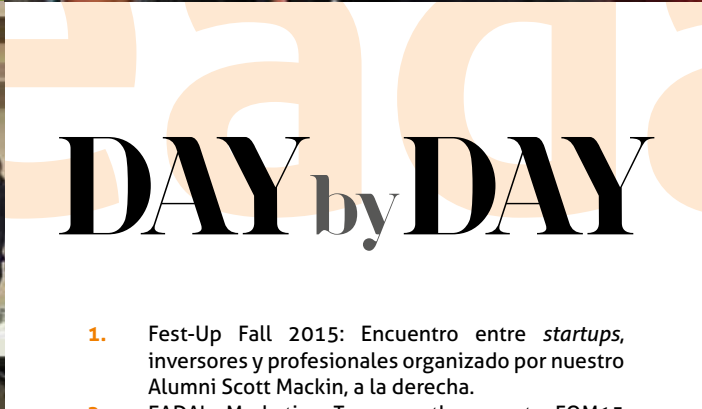 eada
DAY by DAY
1. Fest-Up Fall 2015: Encuentro entre startups,
inversores y profesionales organizado por nuestro
Alumni Scott Mackin, a la derecha.